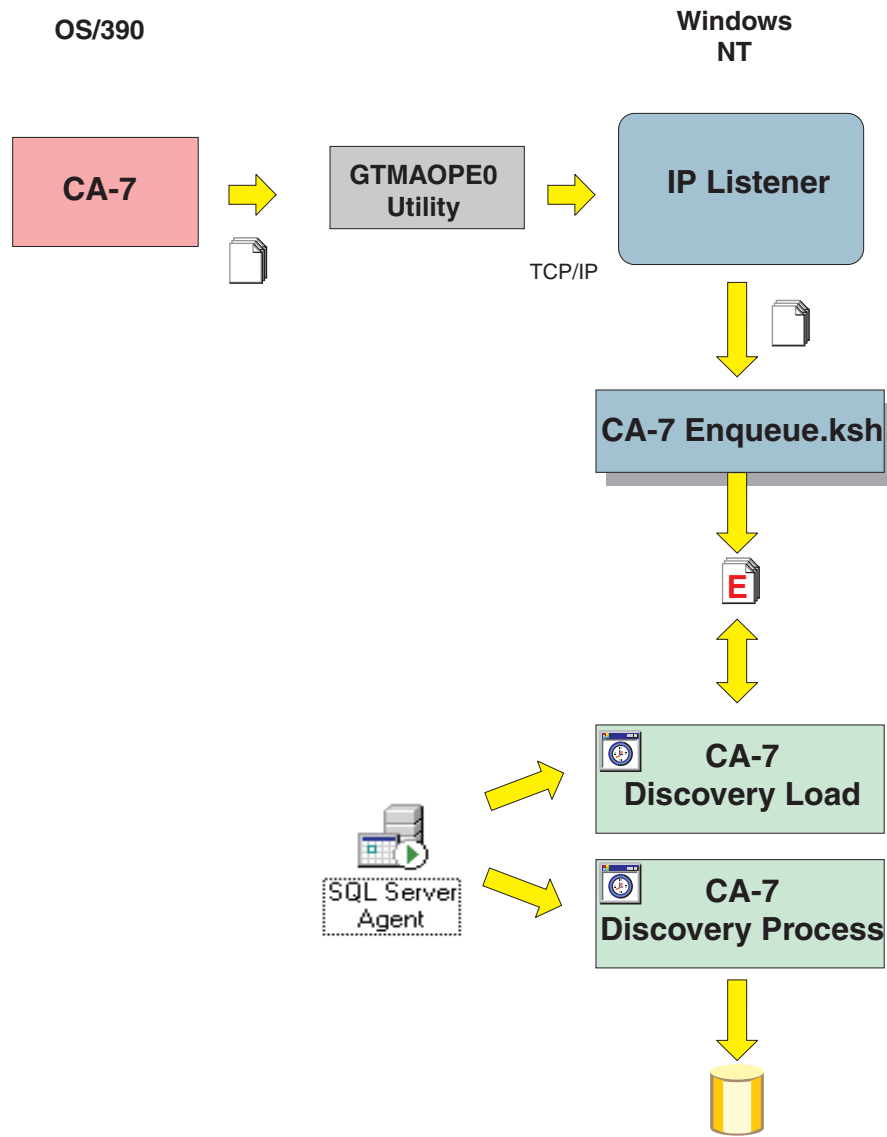 OS/390
Windows
NT
CA-7
GTMAOPE0
Utility
IP Listener
TCP/IP
CA-7 Enqueue.ksh
E
CA-7
Discovery Load
SQL Server
Agent
CA-7
Discovery Process